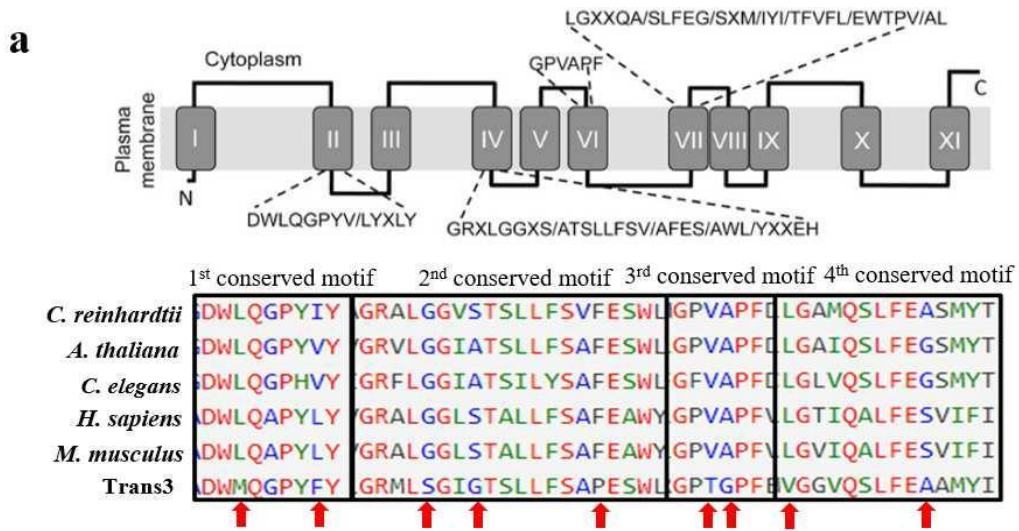 a
LGXXQA/SLFEG/SXM/IYI/TFVFL/EWTPV/AL
Cytoplasm
GPVAPF
C
Plasma membrane
I II III IV V VI VII VIII IX X XI
N
DWLQGPYV/LYXLY
GRXLGGXS/ATSLLFSV/AFES/AWL/YXXEH
1st conserved motif 2nd conserved motif 3rd conserved motif 4th conserved motif
C. reinhardtii DWLQGPYIY GRALGGVSTSLLFSVFESWL GPVAPF LGAMQSLFEASMYT
A. thaliana GDWLQGPYVY GRVLGGIATSLLFSAFESWL GPVAPF LGAIQSLFEGSMYT
C. elegans GDWLQGPHVY GRFLGGIATSILYSAFESWL GFVAPF LGLVQSLFEGSMYT
H. sapiens DWLQAPYLY GRALGGLSTALLFSAFEAWY GPVAPF LGTIQALFESVIFI
M. musculus DWLQAPYLY GRALGGLSTALLFSAFEAWY GPVAPF LGVIQALFESVIFI
Trans3 DWMQGPYFY GRMLSGIGTSLLFSAPESWL GPTGPF VGGVQSLFEAAMYI